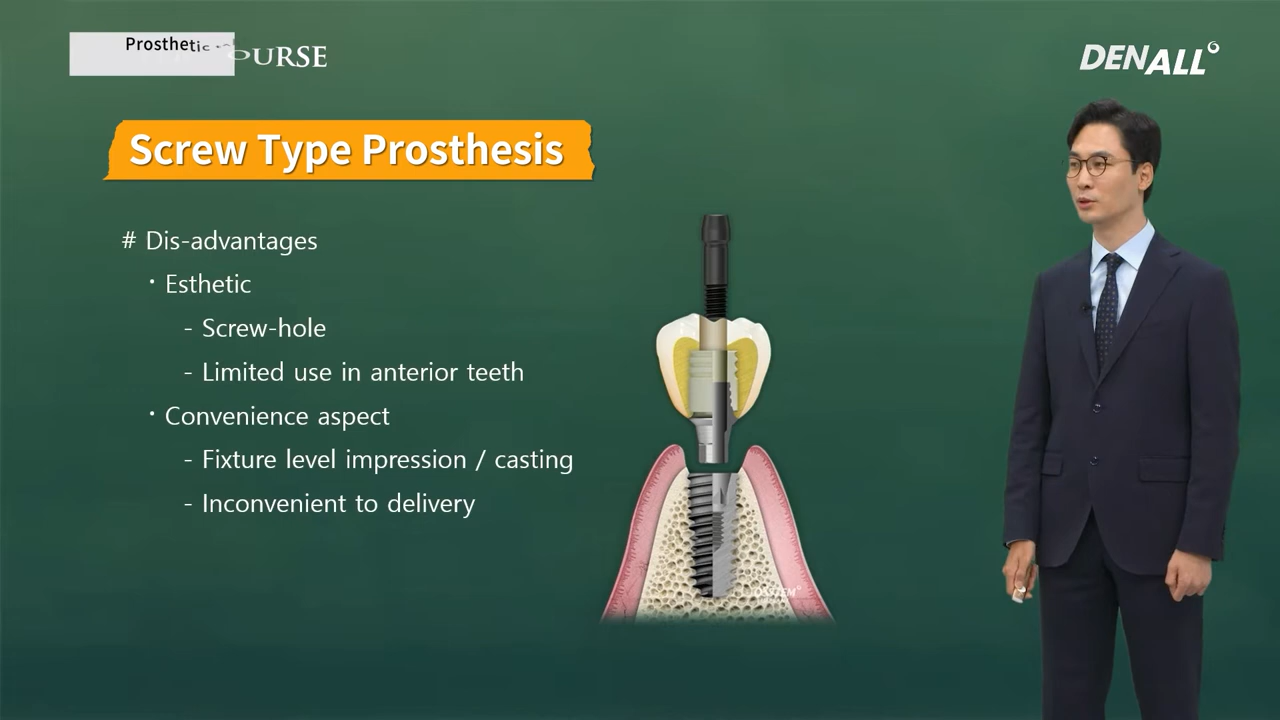 Prosthetic
OURSE
DENALL
Screw Type Prosthesis
# Dis-advantages
· Esthetic
- Screw-hole
- Limited use in anterior teeth
· Convenience aspect
- Fixture level impression / casting
- Inconvenient to delivery